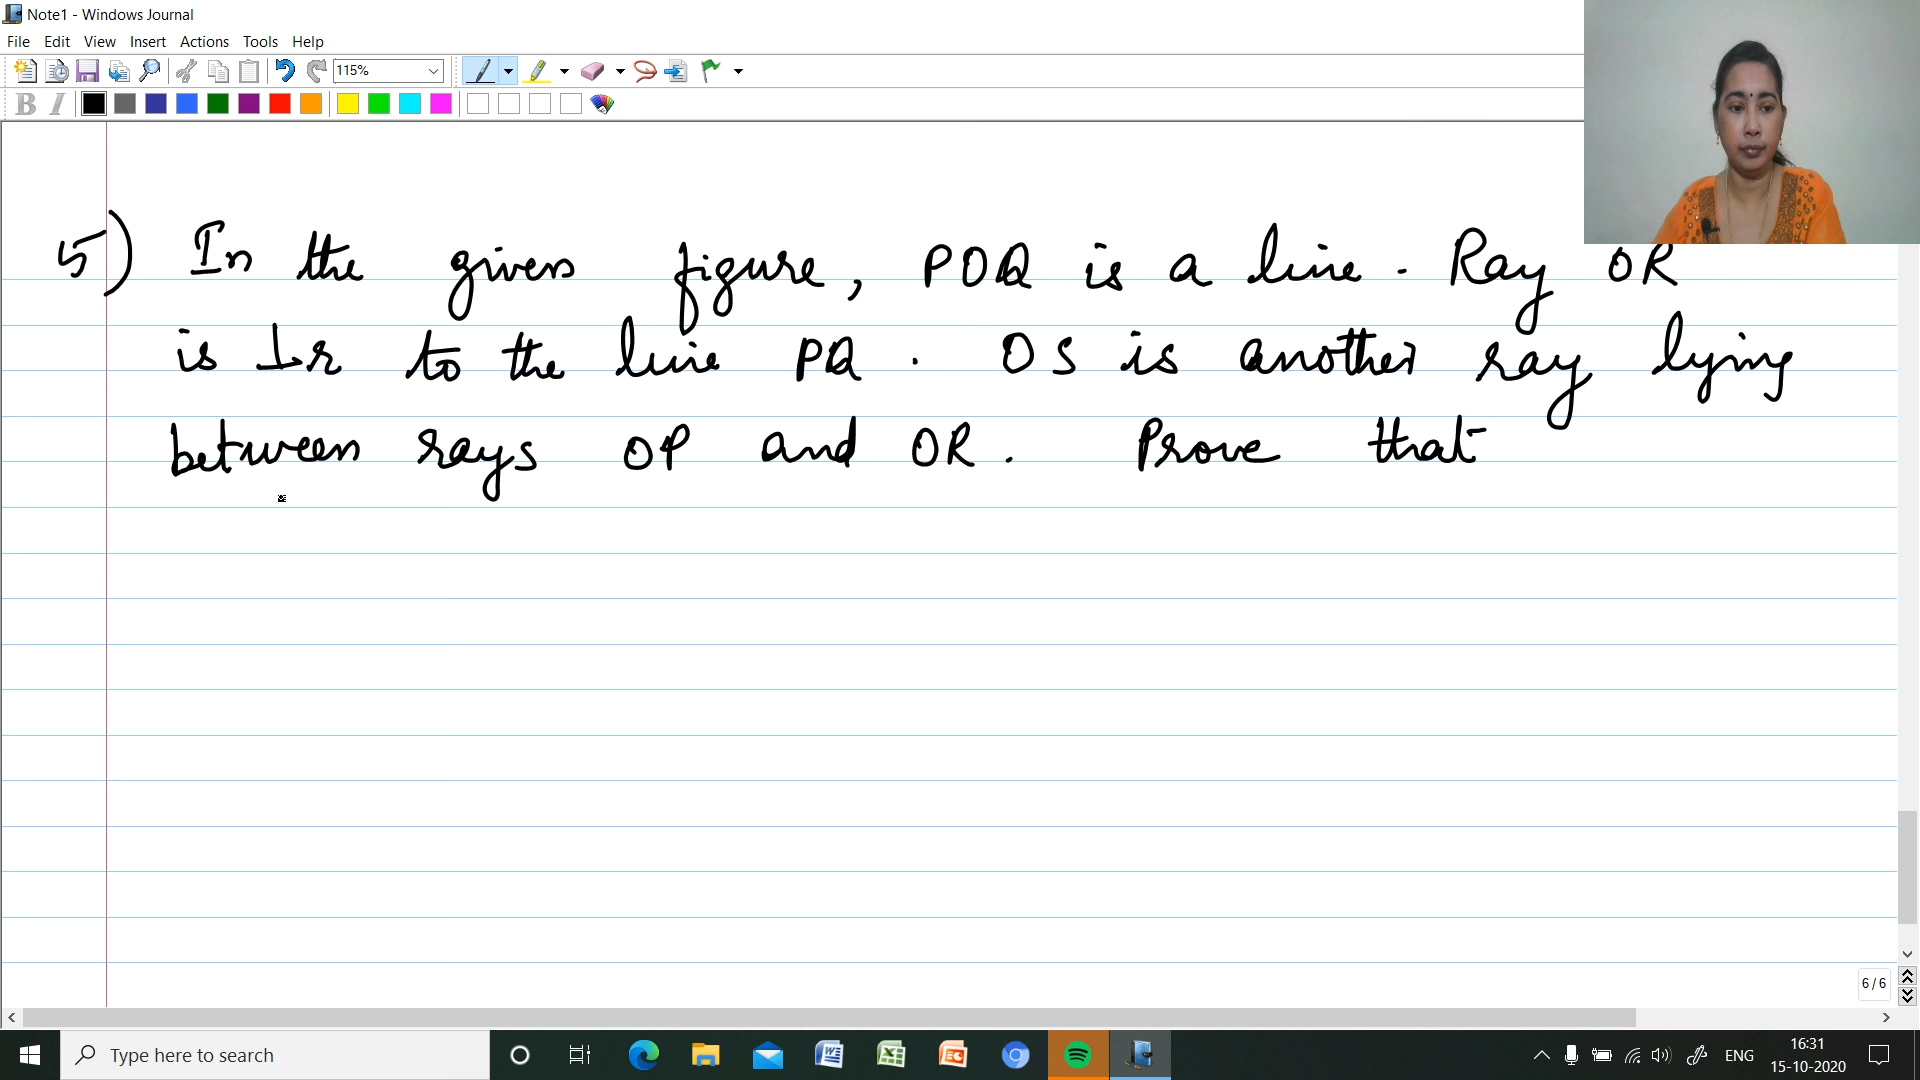 Note1 - Windows Journal
File Edit View Insert Actions Tools Help
115%
B I
5) In the given figure, POQ is a line. Ray OR
is ⊥r to the line PQ. OS is another ray lying
between rays OP and OR. Prove that
6 / 6
Type here to search
ENG
16:31
15-10-2020